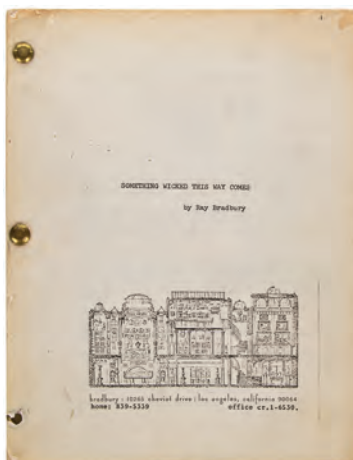 SOMETHING WICKED THIS WAY COMES
by Ray Bradbury
bradbury : 10265 cheviot drive : los angeles, california 90064
home: 839-5339 office cr.1-6530.